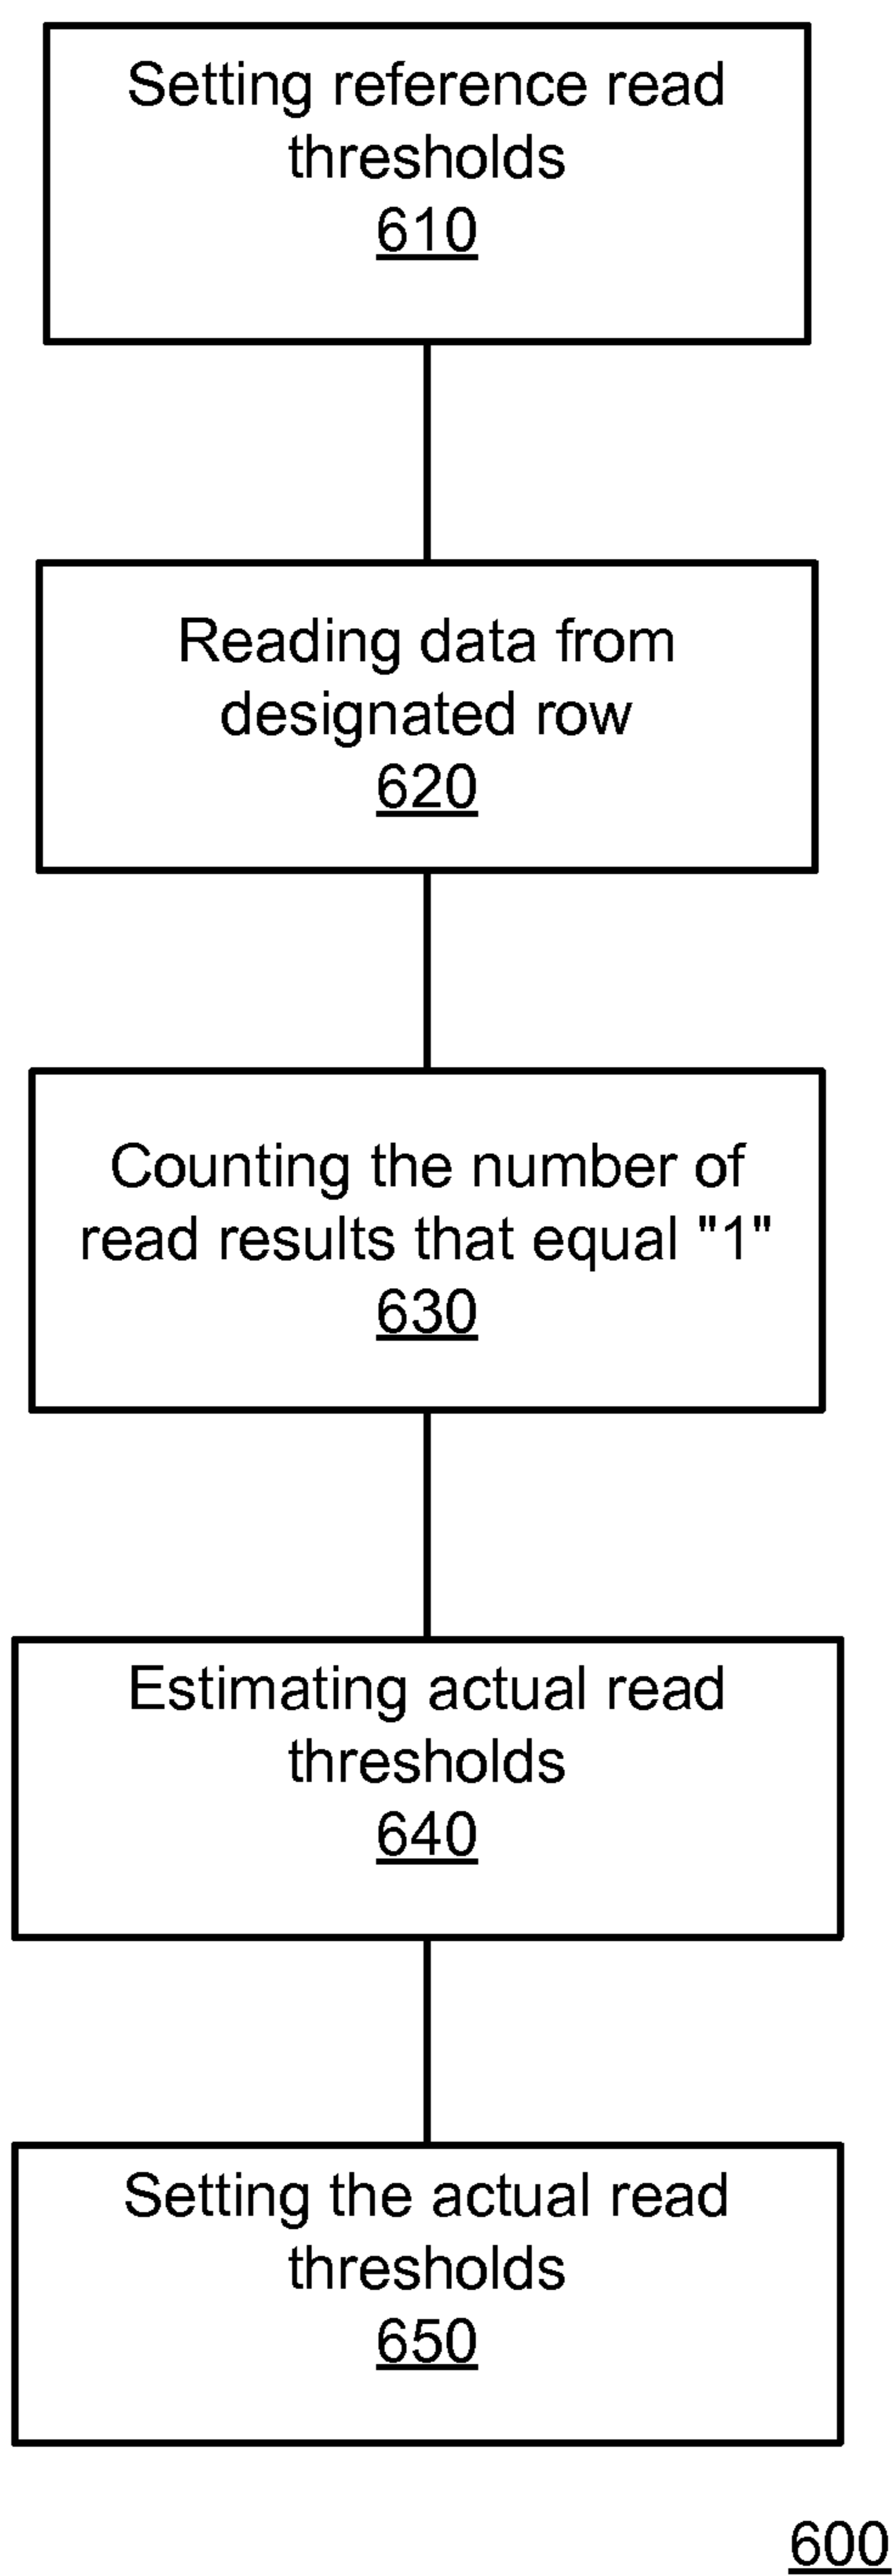 Setting reference read
thresholds
610
Reading data from
designated row
620
Counting the number of
read results that equal "1"
630
Estimating actual read
thresholds
640
Setting the actual read
thresholds
650
600